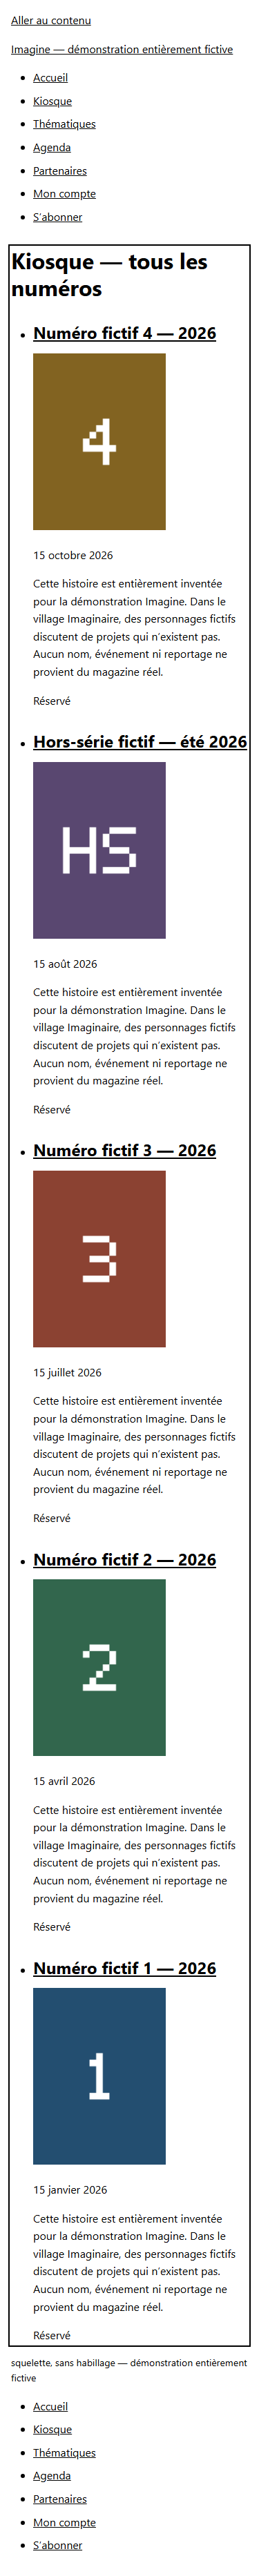 Aller au contenu
Imagine — démonstration entièrement fictive
Accueil
Kiosque
Thématiques
Agenda
Partenaires
Mon compte
S’abonner
Kiosque — tous les
numéros
Numéro fictif 4 — 2026
4
15 octobre 2026
Cette histoire est entièrement inventée
pour la démonstration Imagine. Dans le
village Imaginaire, des personnages fictifs
discutent de projets qui n’existent pas.
Aucun nom, événement ni reportage ne
provient du magazine réel.
Réservé
Hors-série fictif — été 2026
HS
15 août 2026
Cette histoire est entièrement inventée
pour la démonstration Imagine. Dans le
village Imaginaire, des personnages fictifs
discutent de projets qui n’existent pas.
Aucun nom, événement ni reportage ne
provient du magazine réel.
Réservé
Numéro fictif 3 — 2026
3
15 juillet 2026
Cette histoire est entièrement inventée
pour la démonstration Imagine. Dans le
village Imaginaire, des personnages fictifs
discutent de projets qui n’existent pas.
Aucun nom, événement ni reportage ne
provient du magazine réel.
Réservé
Numéro fictif 2 — 2026
2
15 avril 2026
Cette histoire est entièrement inventée
pour la démonstration Imagine. Dans le
village Imaginaire, des personnages fictifs
discutent de projets qui n’existent pas.
Aucun nom, événement ni reportage ne
provient du magazine réel.
Réservé
Numéro fictif 1 — 2026
1
15 janvier 2026
Cette histoire est entièrement inventée
pour la démonstration Imagine. Dans le
village Imaginaire, des personnages fictifs
discutent de projets qui n’existent pas.
Aucun nom, événement ni reportage ne
provient du magazine réel.
Réservé
squelette, sans habillage — démonstration entièrement
fictive
Accueil
Kiosque
Thématiques
Agenda
Partenaires
Mon compte
S’abonner